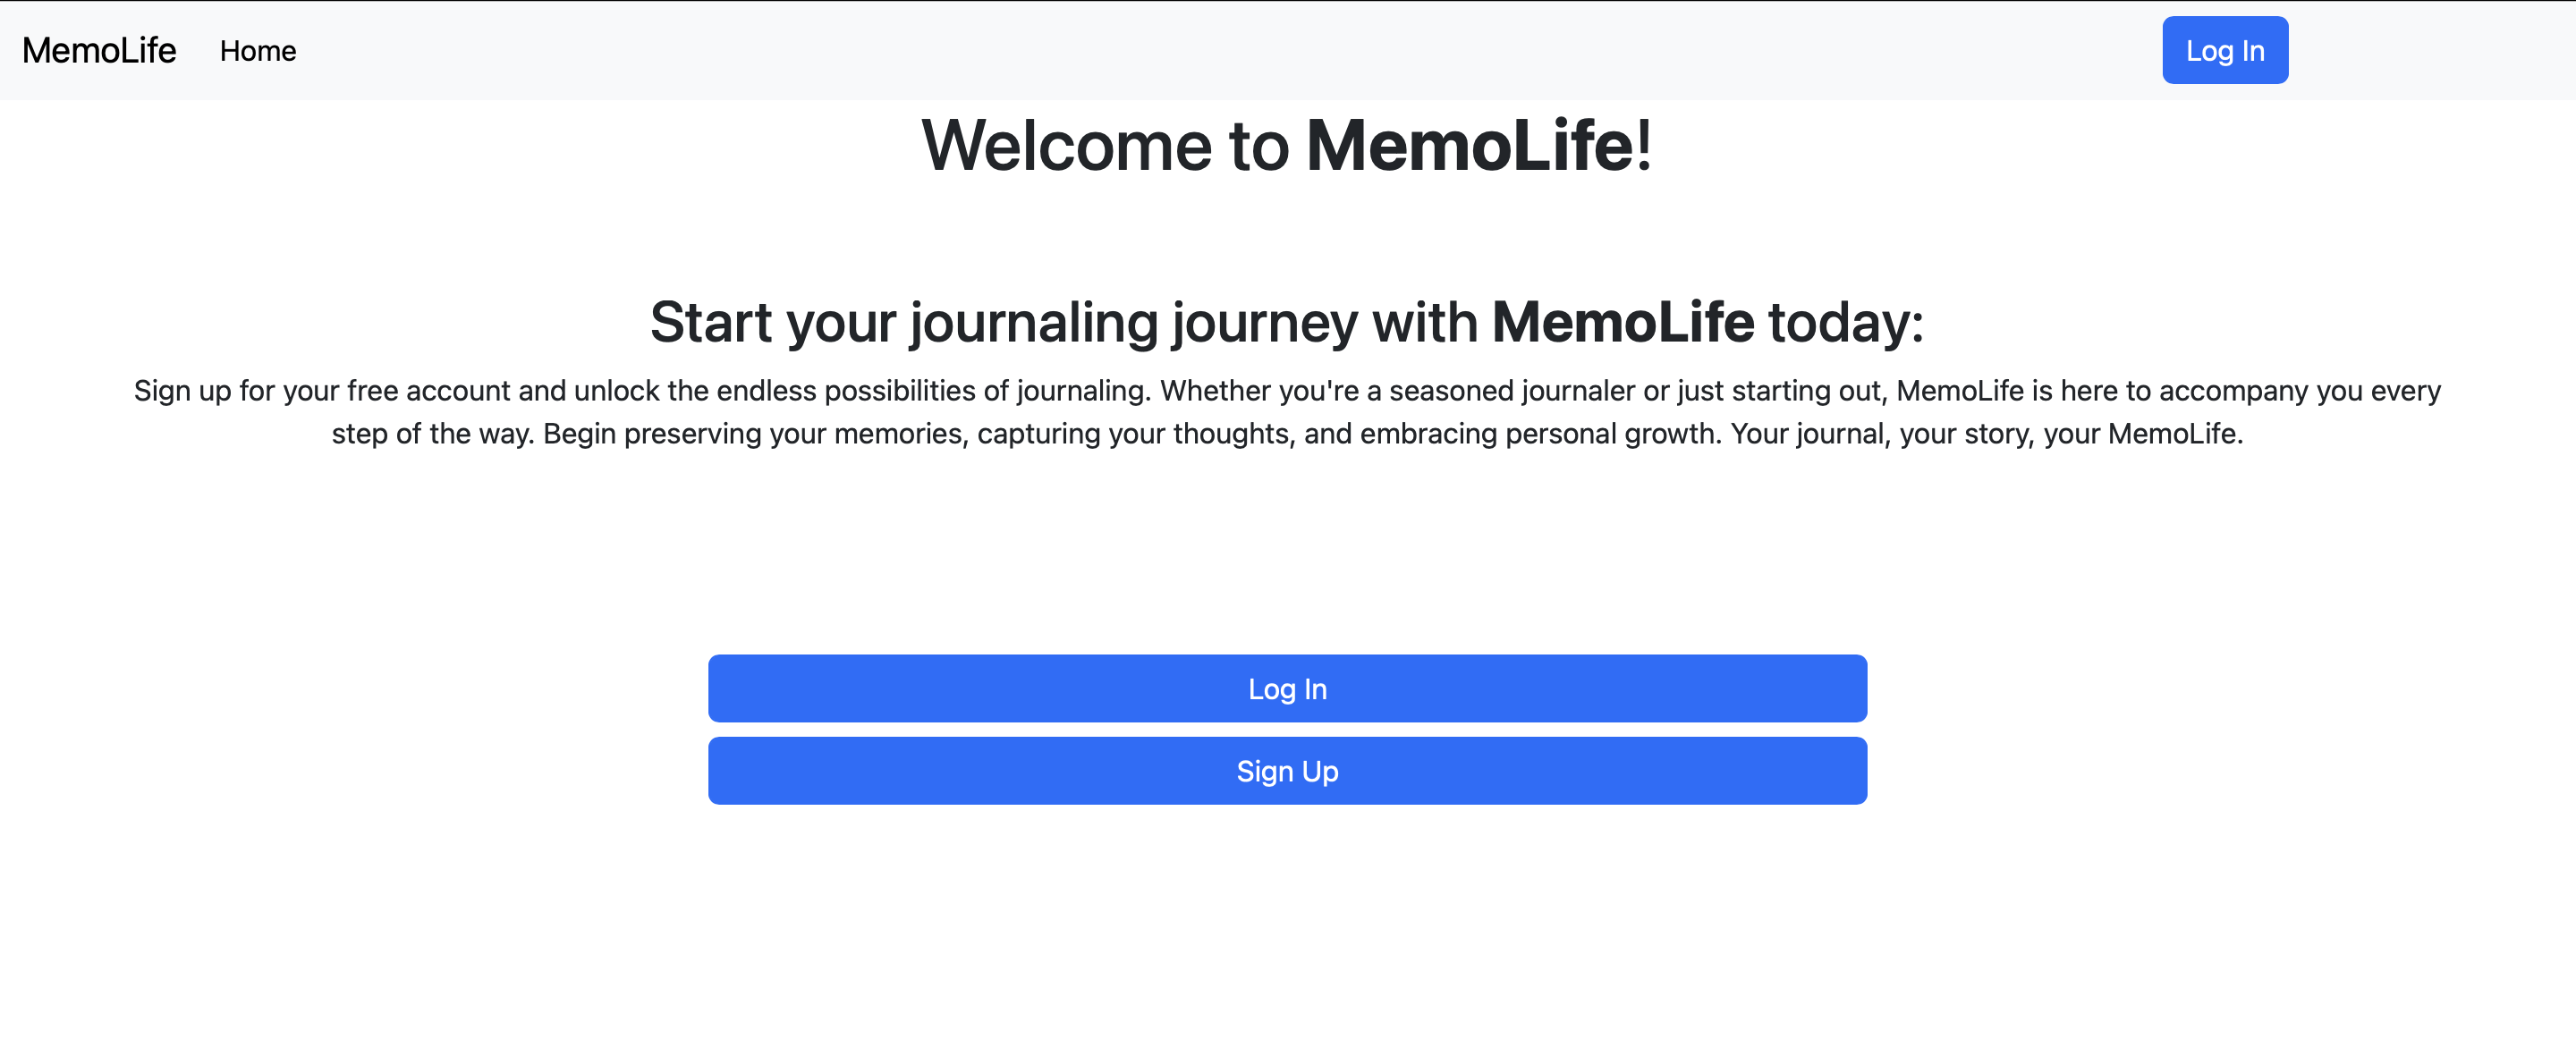 MemoLife Home Log In
Welcome to MemoLife!
Start your journaling journey with MemoLife today:
Sign up for your free account and unlock the endless possibilities of journaling. Whether you're a seasoned journaler or just starting out, MemoLife is here to accompany you every
step of the way. Begin preserving your memories, capturing your thoughts, and embracing personal growth. Your journal, your story, your MemoLife.
Log In
Sign Up